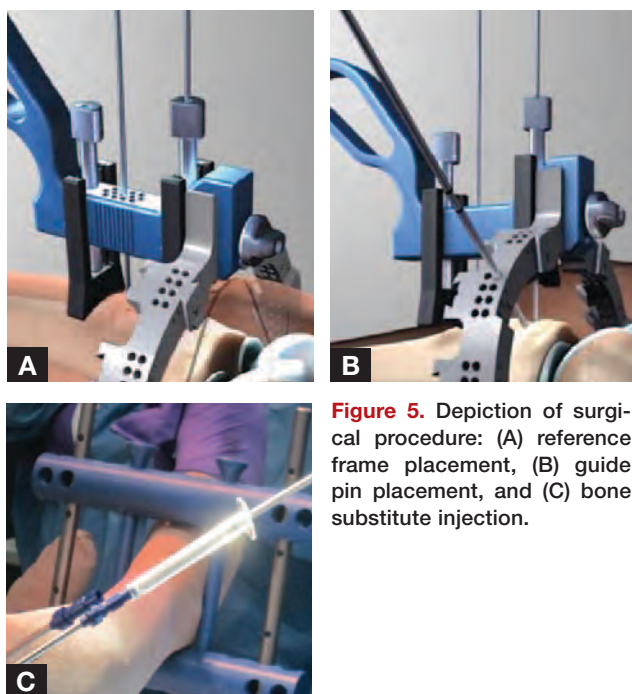 A
B
C
Figure 5. Depiction of surgi-
cal procedure: (A) reference
frame placement, (B) guide
pin placement, and (C) bone
substitute injection.